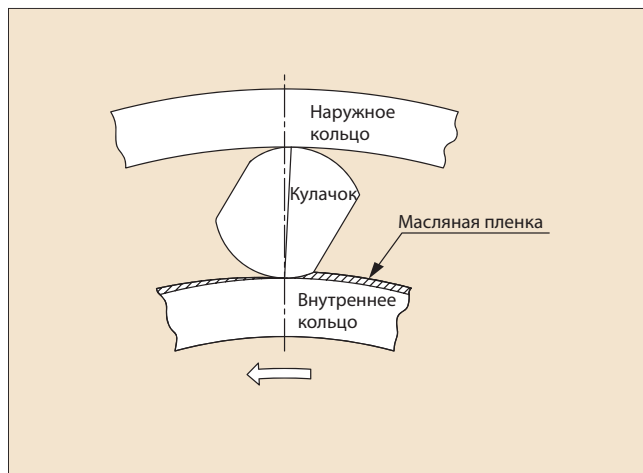 Наружное
кольцо
Кулачок
Масляная пленка
Внутреннее
кольцо